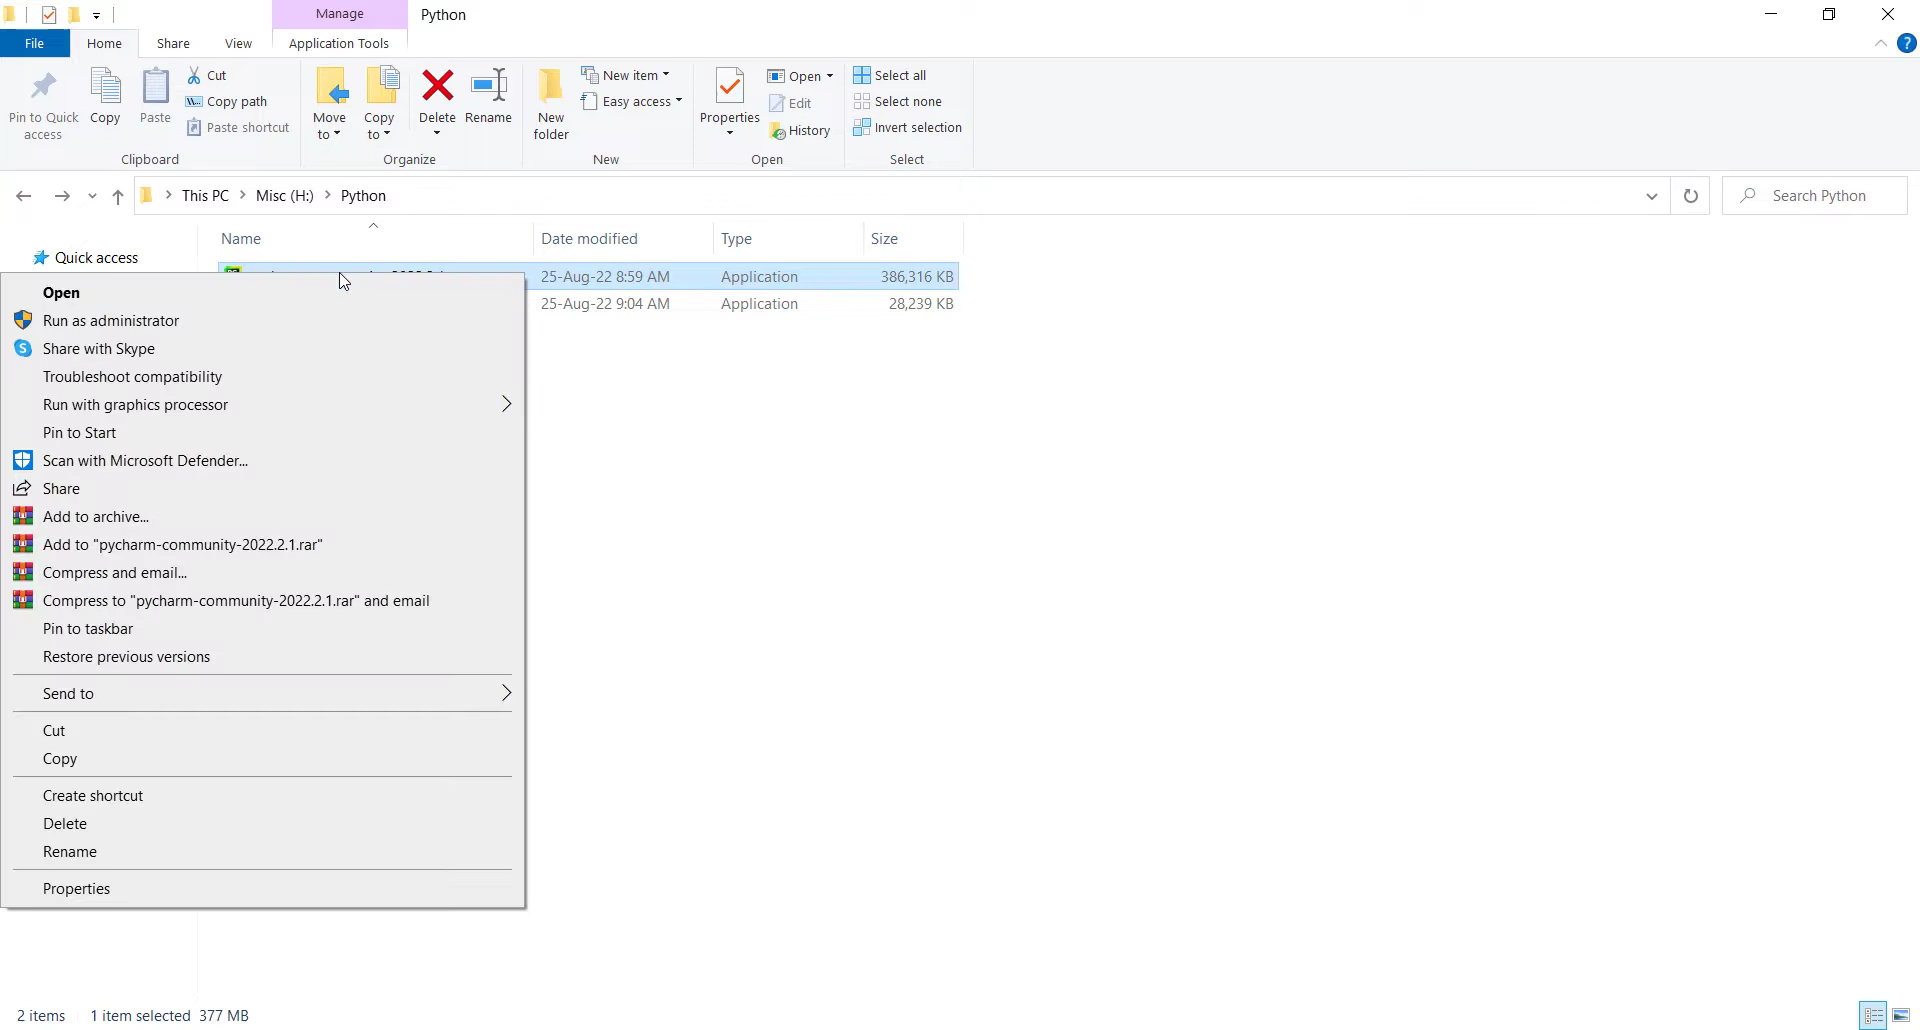 Manage
Python
File
Home
Share
View
Application Tools
Pin to Quick access
Copy
Paste
Cut
Copy path
Paste shortcut
Clipboard
Move to
Copy to
Delete
Rename
Organize
New folder
New item
Easy access
New
Properties
Open
Edit
History
Open
Select all
Select none
Invert selection
Select
This PC
Misc (H:)
Python
Search Python
Quick access
Name
Date modified
Type
Size
25-Aug-22 8:59 AM
Application
386,316 KB
25-Aug-22 9:04 AM
Application
28,239 KB
Open
Run as administrator
Share with Skype
Troubleshoot compatibility
Run with graphics processor
Pin to Start
Scan with Microsoft Defender...
Share
Add to archive...
Add to "pycharm-community-2022.2.1.rar"
Compress and email...
Compress to "pycharm-community-2022.2.1.rar" and email
Pin to taskbar
Restore previous versions
Send to
Cut
Copy
Create shortcut
Delete
Rename
Properties
2 items
1 item selected 377 MB